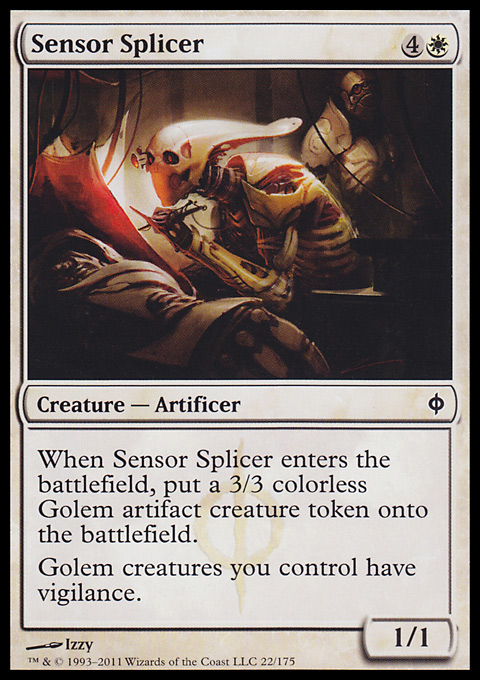 Sensor Splicer 4
Creature — Artificer
When Sensor Splicer enters the
battlefield, put a 3/3 colorless
Golem artifact creature token onto
the battlefield.
Golem creatures you control have
vigilance.
Izzy
1/1
™ & © 1993–2011 Wizards of the Coast LLC 22/175